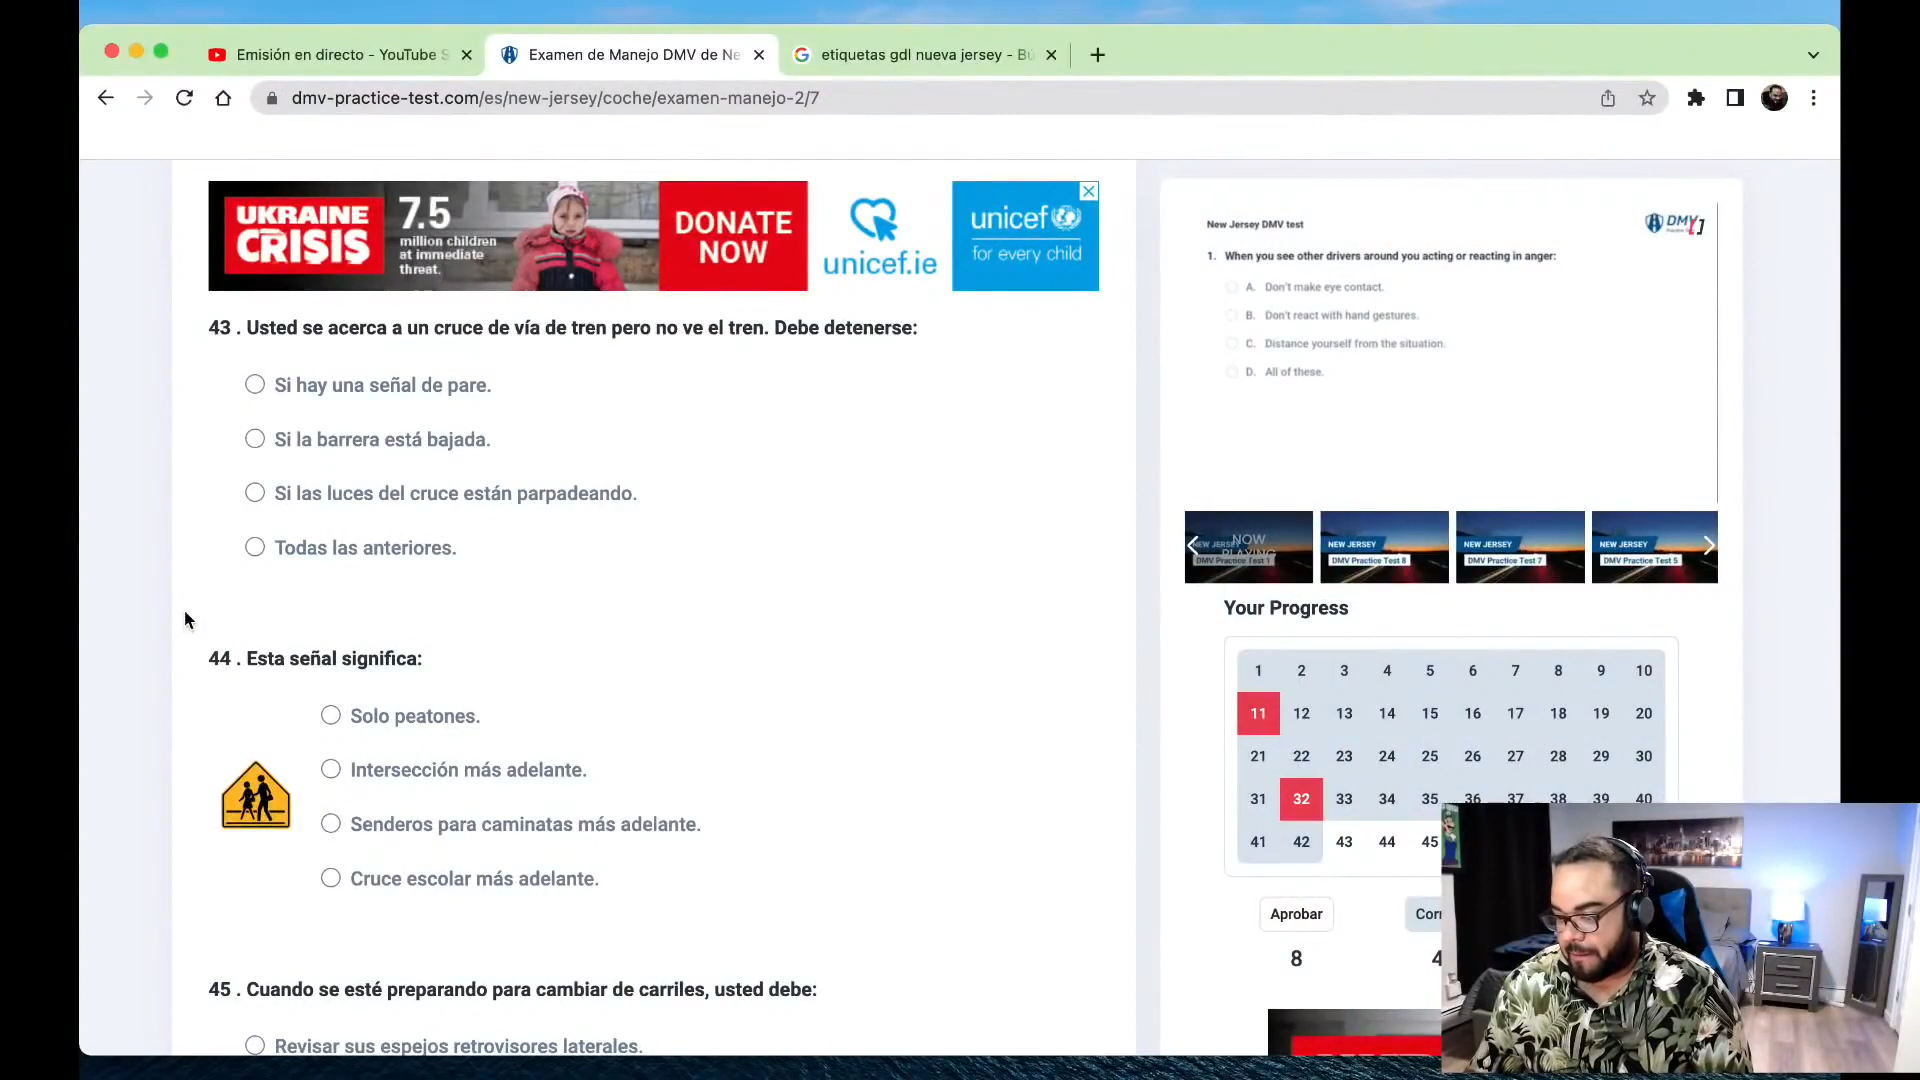 Emisión en directo - YouTube S
Examen de Manejo DMV de Ne
etiquetas gdl nueva jersey - Bú
dmv-practice-test.com/es/new-jersey/coche/examen-manejo-2/7
UKRAINE
CRISIS
7.5
million children
at immediate
threat.
DONATE
NOW
unicef.ie
unicef
for every child
43 . Usted se acerca a un cruce de vía de tren pero no ve el tren. Debe detenerse:
Si hay una señal de pare.
Si la barrera está bajada.
Si las luces del cruce están parpadeando.
Todas las anteriores.
44 . Esta señal significa:
Solo peatones.
Intersección más adelante.
Senderos para caminatas más adelante.
Cruce escolar más adelante.
45 . Cuando se esté preparando para cambiar de carriles, usted debe:
Revisar sus espejos retrovisores laterales.
New Jersey DMV test
DMV
1. When you see other drivers around you acting or reacting in anger:
A. Don't make eye contact.
B. Don't react with hand gestures.
C. Distance yourself from the situation.
D. All of these.
NEW JERSEY
NOW
PLAYING
DMV Practice Test 1
NEW JERSEY
DMV Practice Test 8
NEW JERSEY
DMV Practice Test 7
NEW JERSEY
DMV Practice Test 5
Your Progress
1 2 3 4 5 6 7 8 9 10
11 12 13 14 15 16 17 18 19 20
21 22 23 24 25 26 27 28 29 30
31 32 33 34 35 36 37 38 39 40
41 42 43 44 45
Aprobar
8